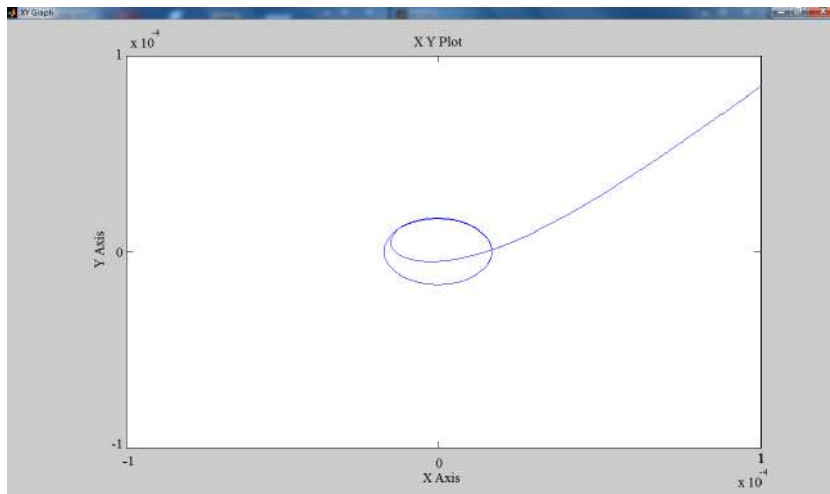 XY Graph
x 10⁻⁴
X Y Plot
1
Y Axis
0
-1
-1
0
1
X Axis
x 10⁻⁴